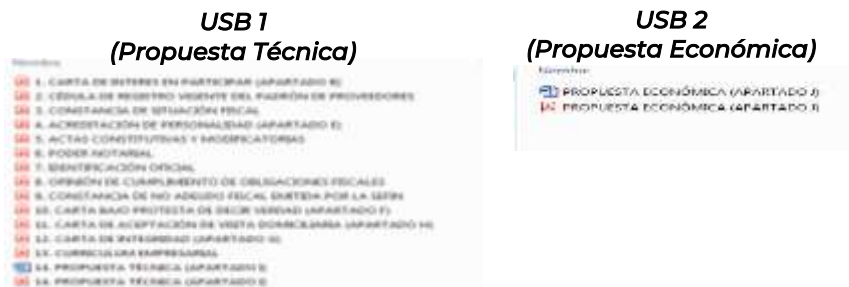 USB 1
(Propuesta Técnica)
Nombre
1. CARTA DE INTERES EN PARTICIPAR (APARTADO B)
2. CÉDULA DE REGISTRO VIGENTE DEL PADRÓN DE PROVEEDORES
3. CONSTANCIA DE SITUACIÓN FISCAL
4. ACREDITACIÓN DE PERSONALIDAD (APARTADO E)
5. ACTAS CONSTITUTIVAS Y MODIFICATORIAS
6. PODER NOTARIAL
7. IDENTIFICACIÓN OFICIAL
8. OPINIÓN DE CUMPLIMIENTO DE OBLIGACIONES FISCALES
9. CONSTANCIA DE NO ADEUDO FISCAL EMITIDA POR LA SEFIN
10. CARTA BAJO PROTESTA DE DECIR VERDAD (APARTADO F)
11. CARTA DE ACEPTACIÓN DE VISITA DOMICILIARIA (APARTADO H)
12. CARTA DE INTEGRIDAD (APARTADO G)
13. CURRICULUM EMPRESARIAL
14. PROPUESTA TÉCNICA (APARTADO I)
14. PROPUESTA TÉCNICA (APARTADO I)
USB 2
(Propuesta Económica)
Nombre
PROPUESTA ECONÓMICA (APARTADO J)
PROPUESTA ECONÓMICA (APARTADO J)